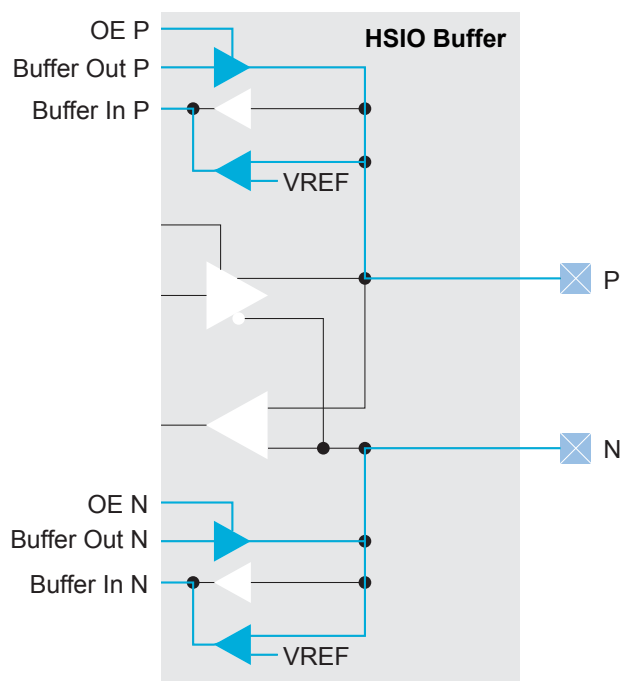 OE P
HSIO Buffer
Buffer Out P
Buffer In P
VREF
P
N
OE N
Buffer Out N
Buffer In N
VREF